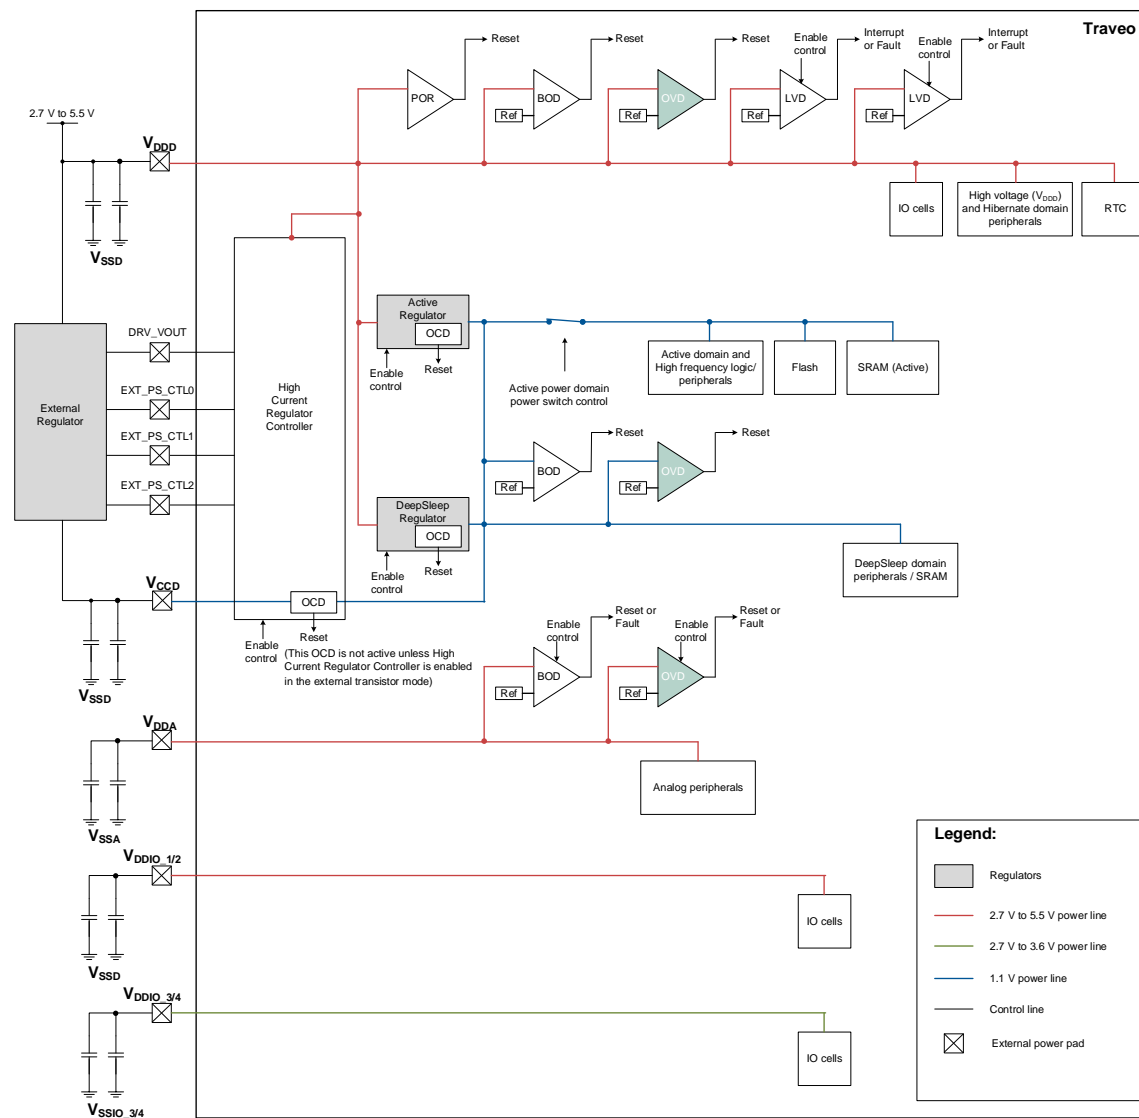 Traveo
Reset
Reset
Reset
Enable
control
Interrupt
or Fault
Enable
control
Interrupt
or Fault
POR
BOD
OVD
LVD
LVD
Ref
Ref
Ref
Ref
2.7 V to 5.5 V
VDDD
VSSD
IO cells
High voltage (VDDD)
and Hibernate domain
peripherals
RTC
External
Regulator
DRV_VOUT
EXT_PS_CTL0
EXT_PS_CTL1
EXT_PS_CTL2
High
Current
Regulator
Controller
Active
Regulator
OCD
Enable
control
Reset
Active power domain
power switch control
Active domain and
High frequency logic/
peripherals
Flash
SRAM (Active)
Reset
Reset
BOD
OVD
Ref
Ref
DeepSleep
Regulator
OCD
Enable
control
Reset
DeepSleep domain
peripherals / SRAM
VCCD
VSSD
OCD
Enable
control
Reset
(This OCD is not active unless High
Current Regulator Controller is enabled
in the external transistor mode)
Enable
control
Reset or
Fault
Enable
control
Reset or
Fault
BOD
OVD
Ref
Ref
VDDA
VSSA
Analog peripherals
VDDIO_1/2
VSSD
IO cells
VDDIO_3/4
VSSIO_3/4
IO cells
Legend:
Regulators
2.7 V to 5.5 V power line
2.7 V to 3.6 V power line
1.1 V power line
Control line
External power pad